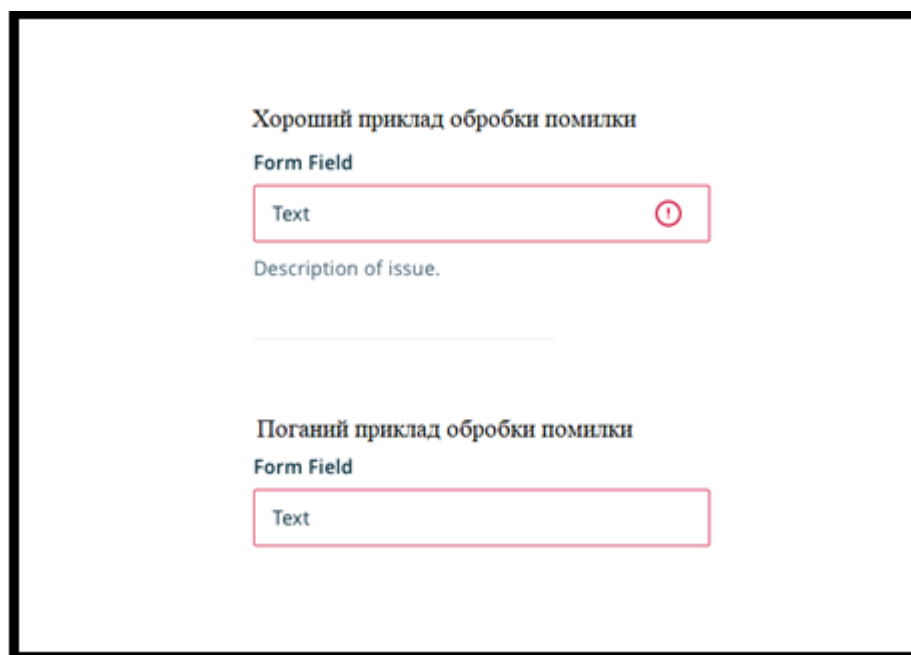 Хороший приклад обробки помилки
Form Field
Text
Description of issue.
Поганий приклад обробки помилки
Form Field
Text